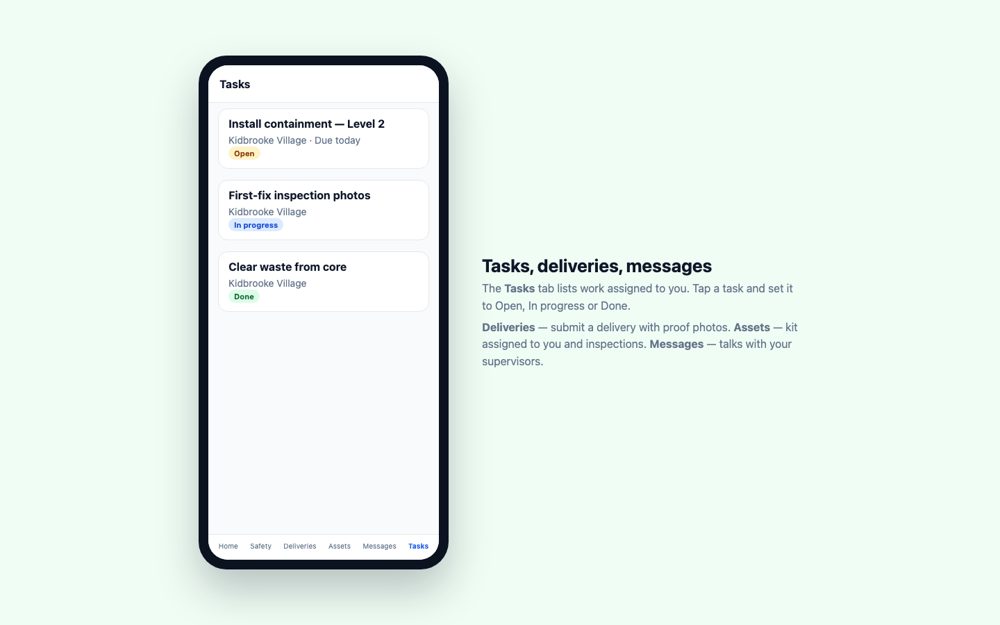 Tasks
Install containment — Level 2
Kidbrooke Village · Due today
Open
First-fix inspection photos
Kidbrooke Village
In progress
Clear waste from core
Kidbrooke Village
Done
Home Safety Deliveries Assets Messages Tasks
Tasks, deliveries, messages
The Tasks tab lists work assigned to you. Tap a task and set it
to Open, In progress or Done.
Deliveries — submit a delivery with proof photos. Assets — kit
assigned to you and inspections. Messages — talks with your
supervisors.